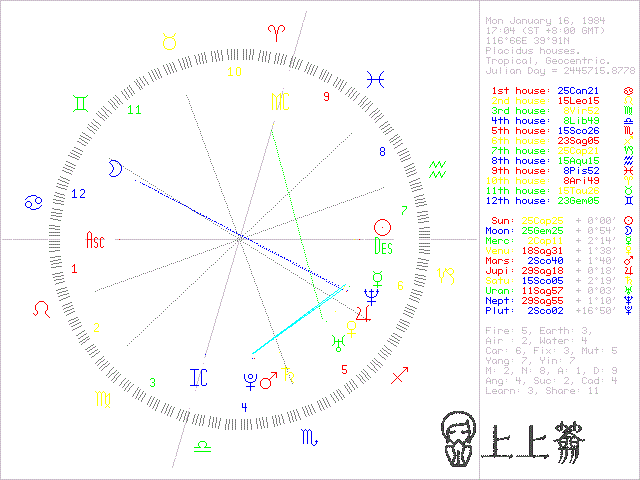 Mon January 16, 1984
17:04 (ST +8:00 GMT)
116°66E 39°91N
Placidus houses.
Tropical, Geocentric.
Julian Day = 2445715.8778
1st house: 25Can21
2nd house: 15Leo15
3rd house: 8Vir52
4th house: 8Lib49
5th house: 15Sco26
6th house: 23Sag05
7th house: 25Cap21
8th house: 15Aqu15
9th house: 8Pis52
10th house: 8Ari49
11th house: 15Tau26
12th house: 23Gem05
Sun: 25Cap25 + 0°00'
Moon: 25Gem25 + 0°54'
Merc: 2Cap11 + 2°14'
Venu: 18Sag31 + 1°38'
Mars: 2Sco40 + 1°40'
Jupi: 29Sag18 + 0°18'
Satu: 15Sco05 + 2°19'
Uran: 11Sag57 + 0°03'
Nept: 29Sag55 + 1°10'
Plut: 2Sco02 +16°50'
Fire: 5, Earth: 3,
Air : 2, Water: 4
Car: 6, Fix: 3, Mut: 5
Yang: 7, Yin: 7
M: 2, N: 8, A: 1, D: 9
Ang: 4, Suc: 2, Cad: 4
Learn: 3, Share: 11
10
MC
9
11
8
12
7
Asc
Des
1
6
2
5
3
IC
4
上上籤